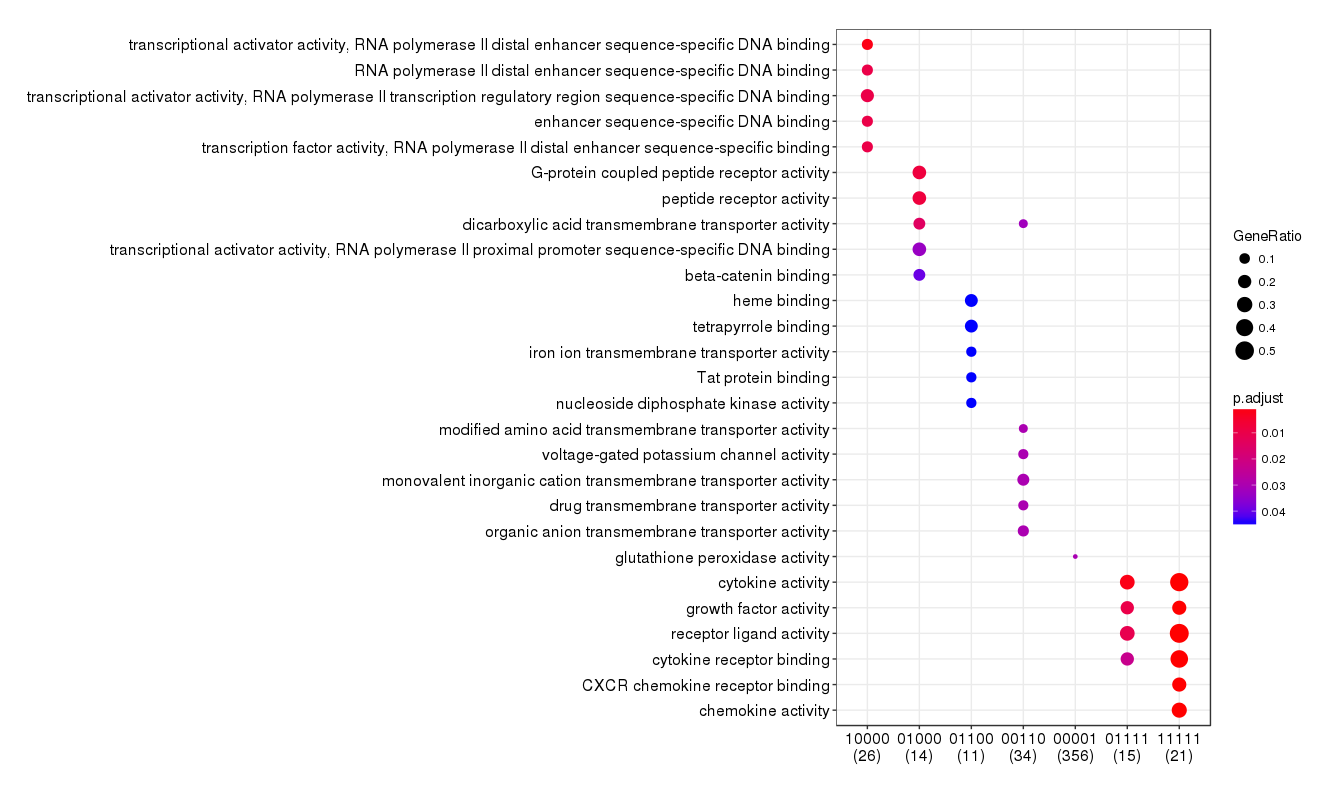 transcriptional activator activity, RNA polymerase II distal enhancer sequence-specific DNA binding
RNA polymerase II distal enhancer sequence-specific DNA binding
transcriptional activator activity, RNA polymerase II transcription regulatory region sequence-specific DNA binding
enhancer sequence-specific DNA binding
transcription factor activity, RNA polymerase II distal enhancer sequence-specific binding
G-protein coupled peptide receptor activity
peptide receptor activity
dicarboxylic acid transmembrane transporter activity
transcriptional activator activity, RNA polymerase II proximal promoter sequence-specific DNA binding
beta-catenin binding
heme binding
tetrapyrrole binding
iron ion transmembrane transporter activity
Tat protein binding
nucleoside diphosphate kinase activity
modified amino acid transmembrane transporter activity
voltage-gated potassium channel activity
monovalent inorganic cation transmembrane transporter activity
drug transmembrane transporter activity
organic anion transmembrane transporter activity
glutathione peroxidase activity
cytokine activity
growth factor activity
receptor ligand activity
cytokine receptor binding
CXCR chemokine receptor binding
chemokine activity
10000 01000 01100 00110 00001 01111 11111
(26) (14) (11) (34) (356) (15) (21)
GeneRatio
0.1
0.2
0.3
0.4
0.5
p.adjust
0.01
0.02
0.03
0.04